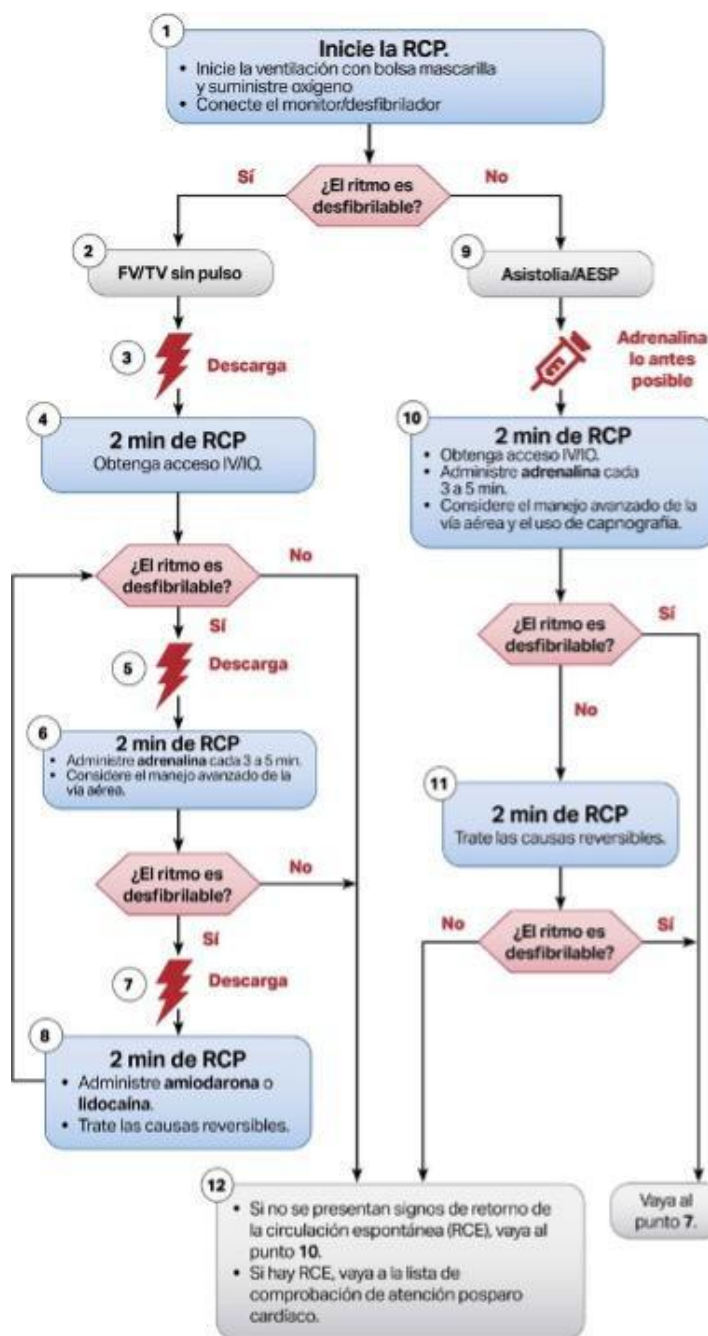 1
Inicie la RCP.
• Inicie la ventilación con bolsa mascarilla
y suministre oxígeno
• Conecte el monitor/desfibrilador
¿El ritmo es
desfibrilable?
Sí
No
2
FV/TV sin pulso
3
Descarga
4
2 min de RCP
Obtenga acceso IV/IO.
¿El ritmo es
desfibrilable?
No
Sí
5
Descarga
6
2 min de RCP
• Administre adrenalina cada 3 a 5 min.
• Considere el manejo avanzado de la
vía aérea.
¿El ritmo es
desfibrilable?
No
Sí
7
Descarga
8
2 min de RCP
• Administre amiodarona o
lidocaína.
• Trate las causas reversibles.
9
Asistolia/AESP
Adrenalina
lo antes
posible
10
2 min de RCP
• Obtenga acceso IV/IO.
• Administre adrenalina cada
3 a 5 min.
• Considere el manejo avanzado de la
vía aérea y el uso de capnografía.
¿El ritmo es
desfibrilable?
Sí
No
11
2 min de RCP
Trate las causas reversibles.
No
¿El ritmo es
desfibrilable?
Sí
12
• Si no se presentan signos de retorno de
la circulación espontánea (RCE), vaya al
punto 10.
• Si hay RCE, vaya a la lista de
comprobación de atención posparo
cardíaco.
Vaya al
punto 7.